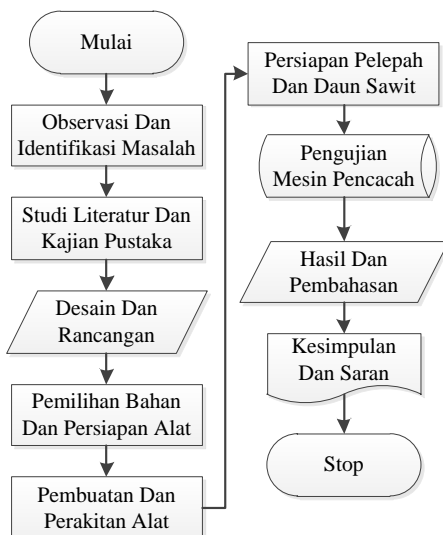 Mulai
Observasi Dan
Identifikasi Masalah
Studi Literatur Dan
Kajian Pustaka
Desain Dan
Rancangan
Pemilihan Bahan
Dan Persiapan Alat
Pembuatan Dan
Perakitan Alat
Persiapan Pelepah
Dan Daun Sawit
Pengujian
Mesin Pencacah
Hasil Dan
Pembahasan
Kesimpulan
Dan Saran
Stop